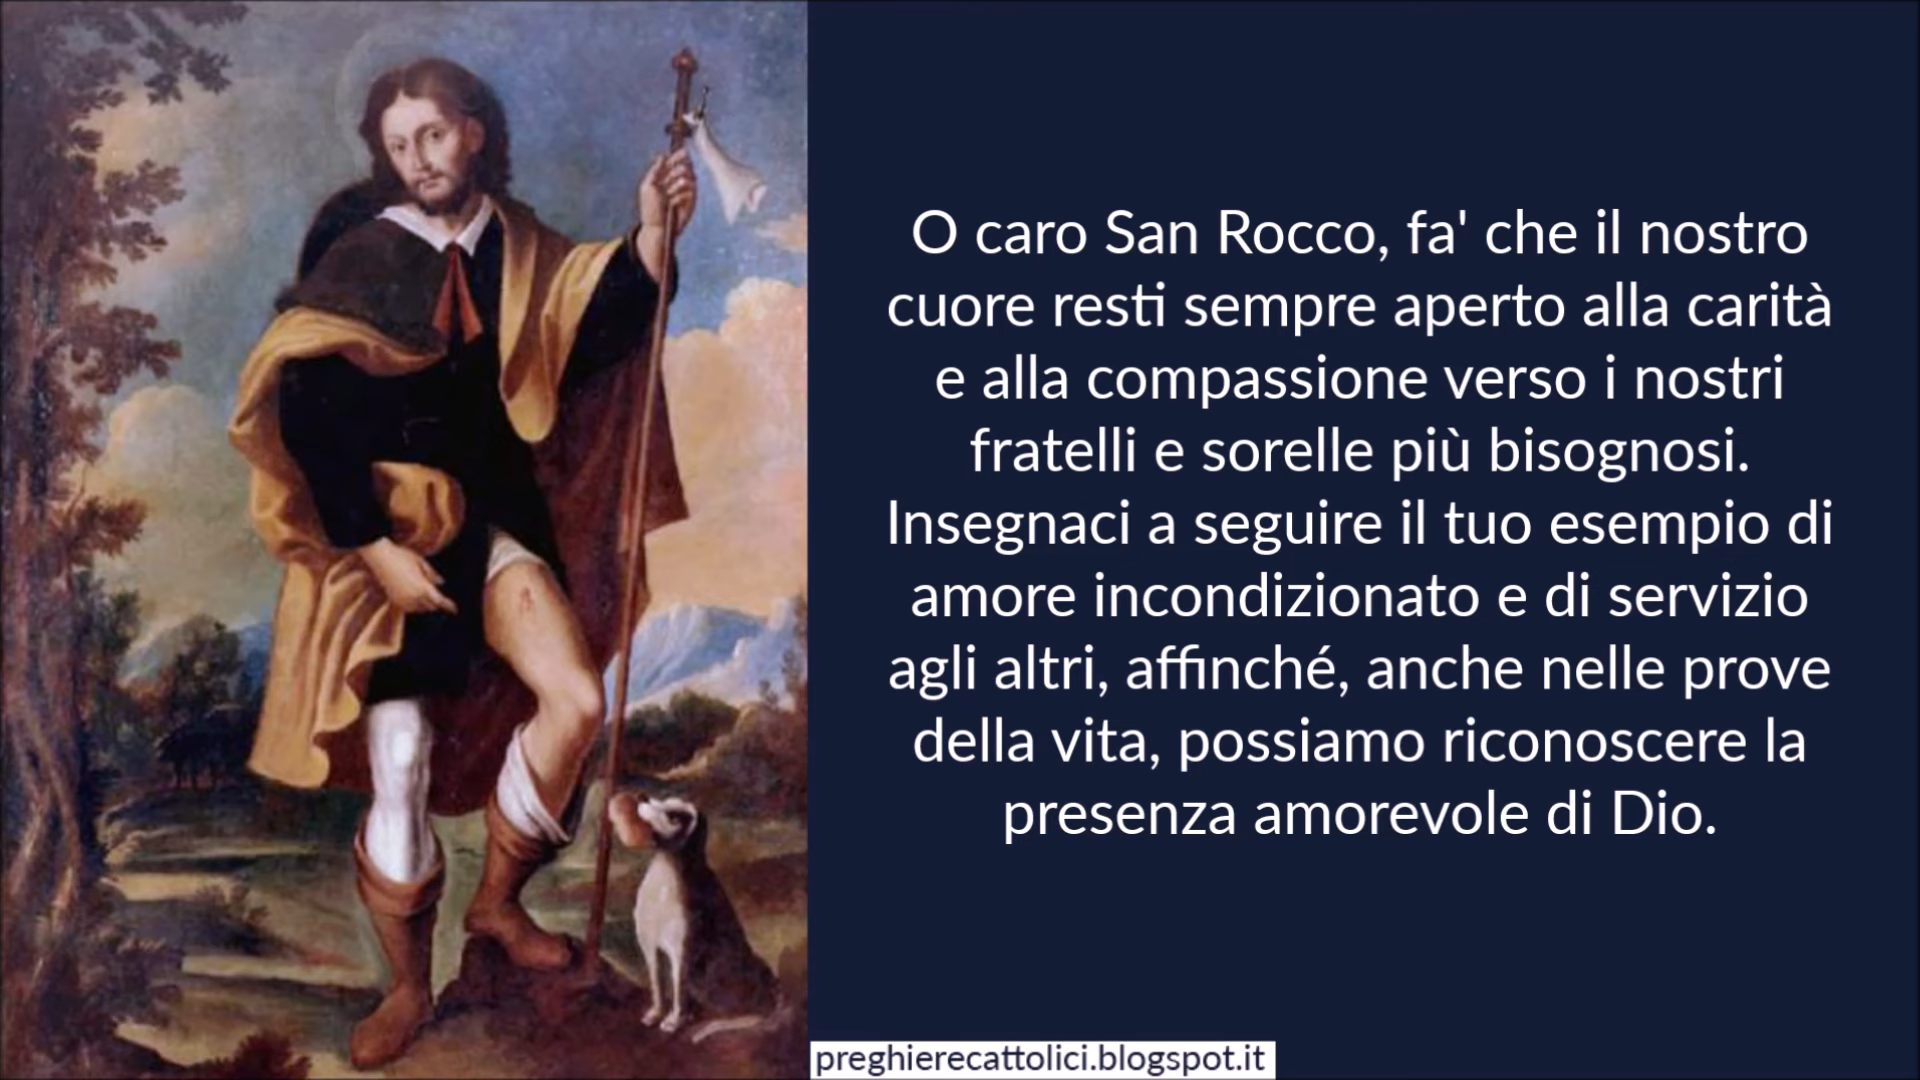 O caro San Rocco, fa' che il nostro
cuore resti sempre aperto alla carità
e alla compassione verso i nostri
fratelli e sorelle più bisognosi.
Insegnaci a seguire il tuo esempio di
amore incondizionato e di servizio
agli altri, affinché, anche nelle prove
della vita, possiamo riconoscere la
presenza amorevole di Dio.
preghierecattolici.blogspot.it